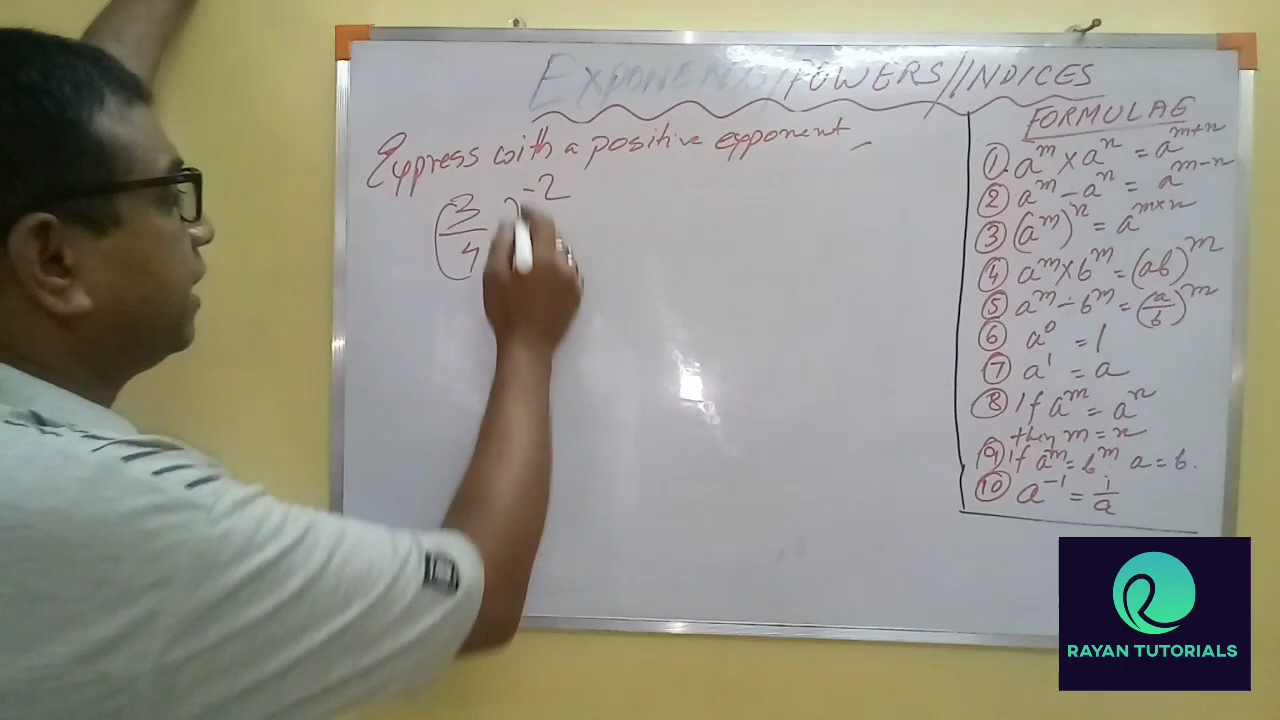 EXPONENTS/POWERS/INDICES
Express with a positive exponent
(3/4)^-2
FORMULAE
① a^m × a^n = a^m+n
② a^m ÷ a^n = a^m-n
③ (a^m)^n = a^m×n
④ a^m × b^m = (ab)^m
⑤ a^m ÷ b^m = (a/b)^m
⑥ a^0 = 1
⑦ a^1 = a
⑧ If a^m = a^n
then m = n
⑨ if a^m = b^m a = b.
⑩ a^-1 = 1/a
RAYAN TUTORIALS